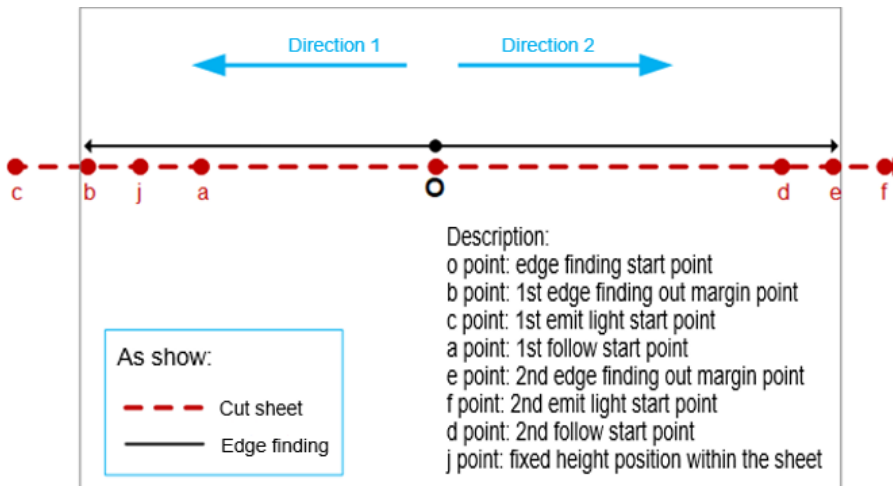 Direction 1
Direction 2
c
b
j
a
O
d
e
f
Description:
o point: edge finding start point
b point: 1st edge finding out margin point
c point: 1st emit light start point
a point: 1st follow start point
e point: 2nd edge finding out margin point
f point: 2nd emit light start point
d point: 2nd follow start point
j point: fixed height position within the sheet
As show:
Cut sheet
Edge finding